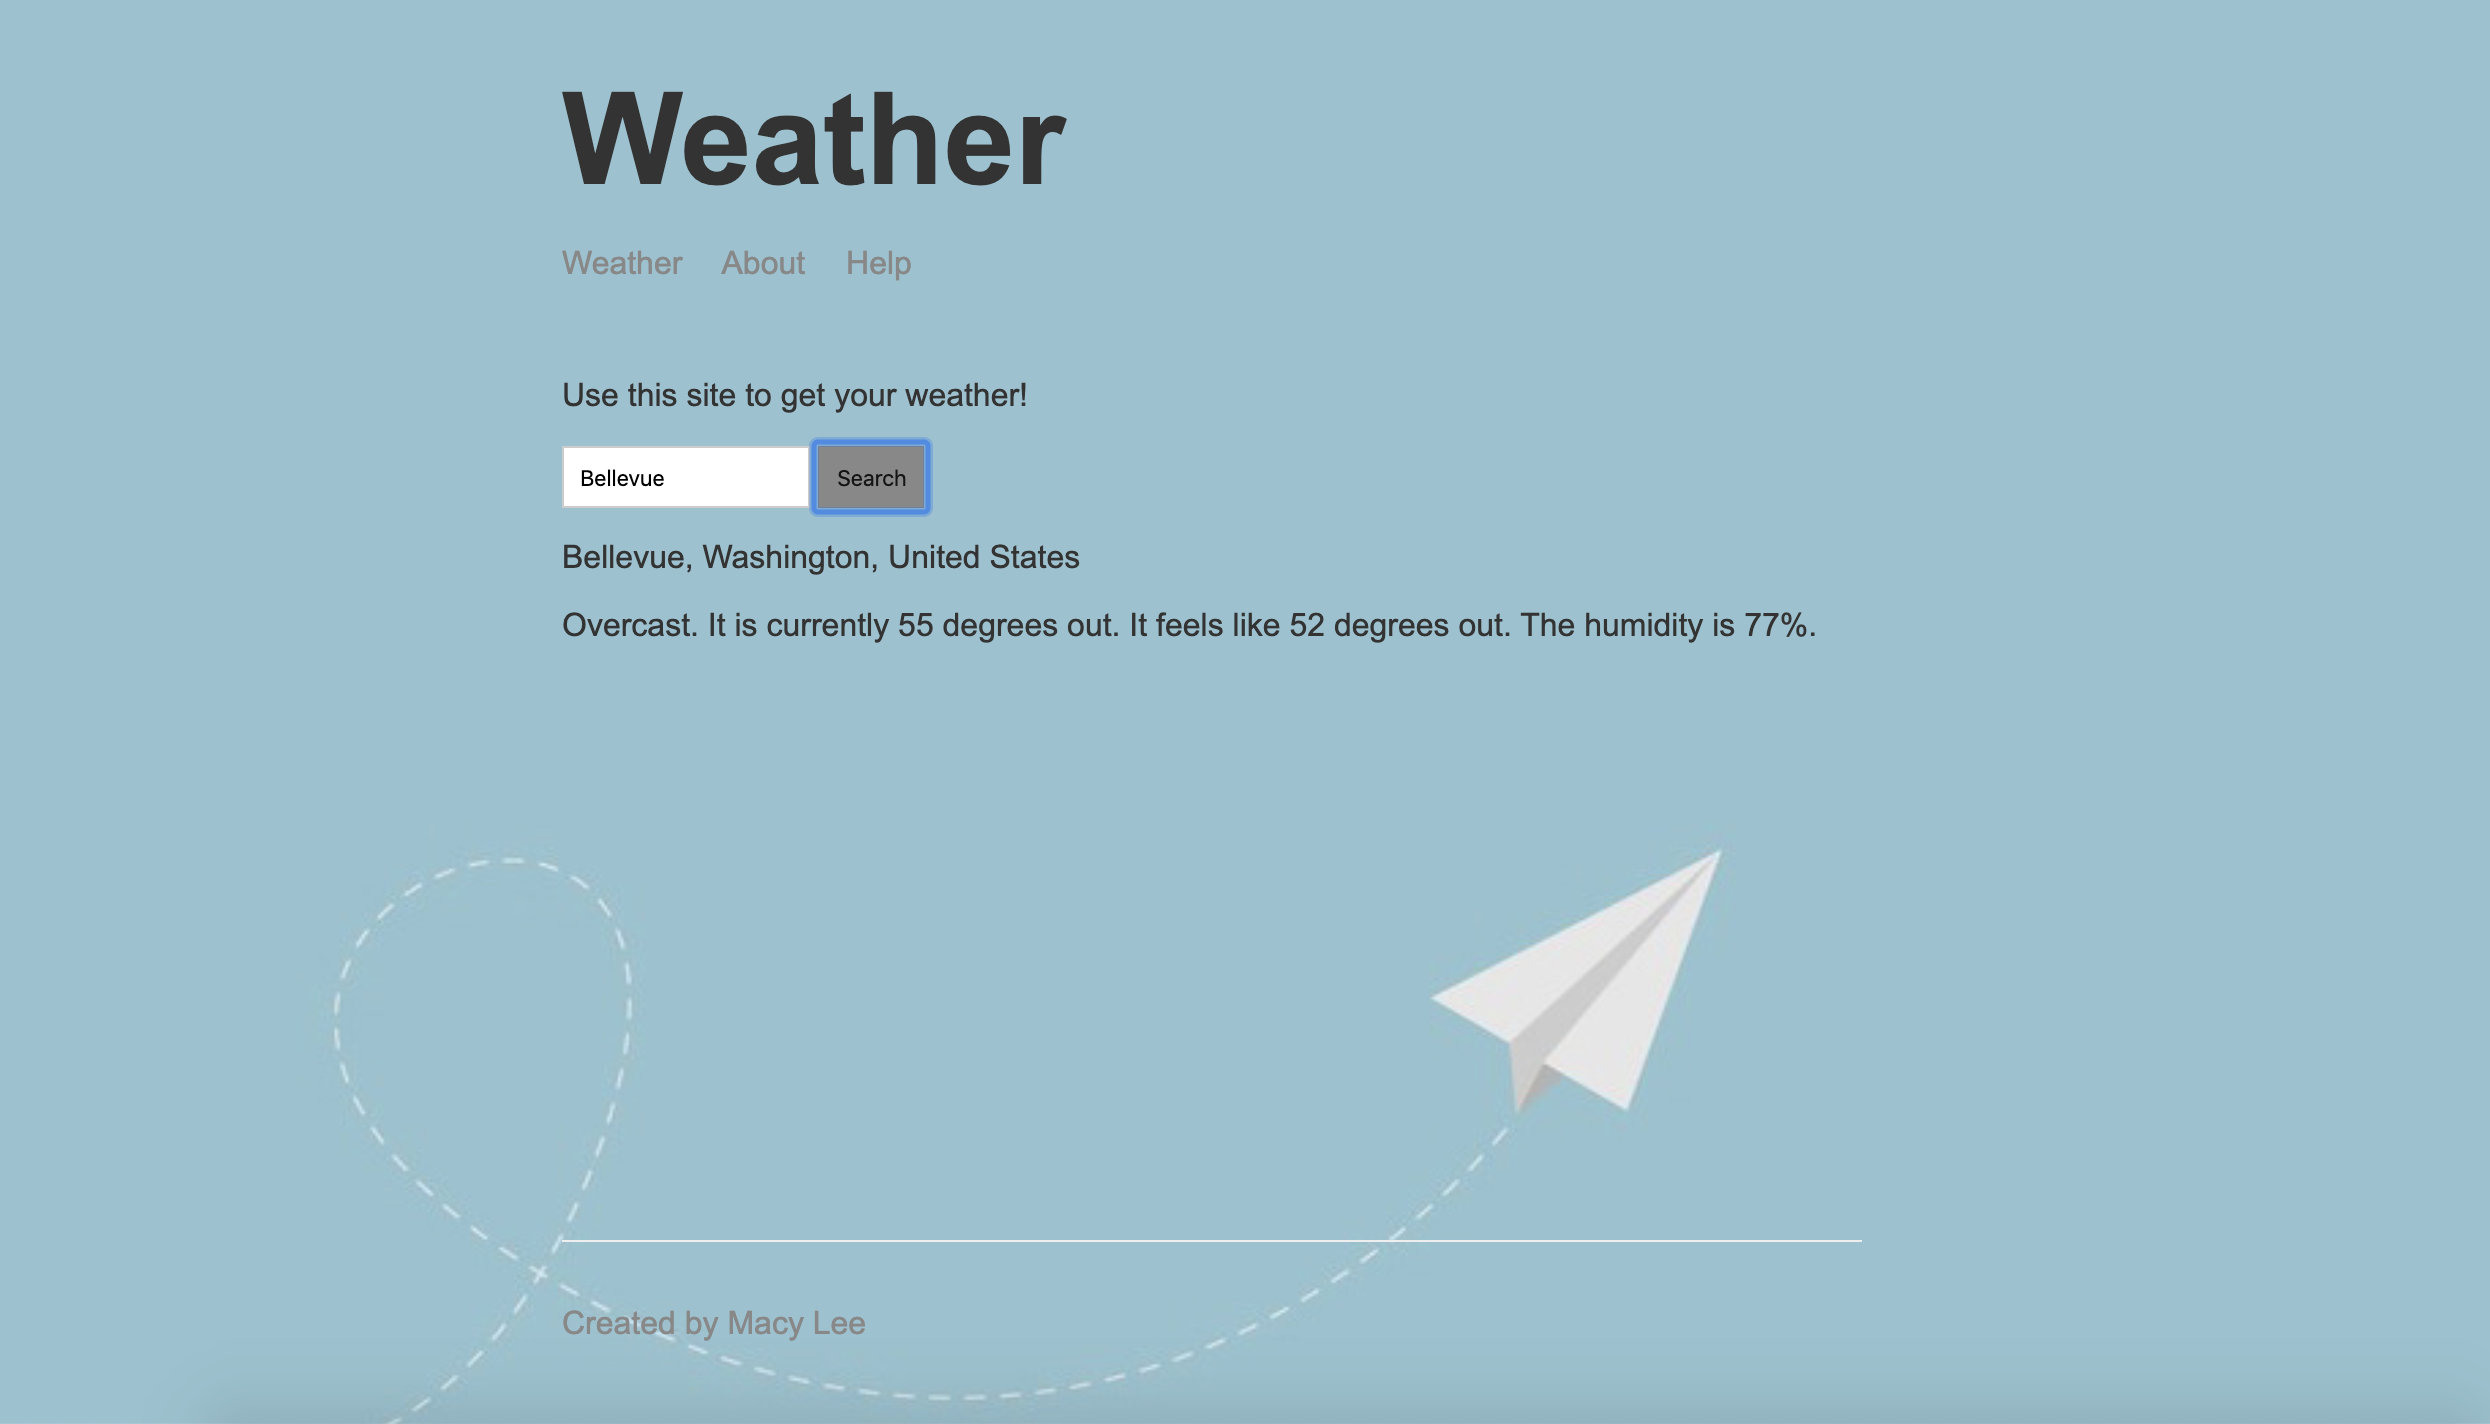 Weather
Weather About Help
Use this site to get your weather!
Bellevue Search
Bellevue, Washington, United States
Overcast. It is currently 55 degrees out. It feels like 52 degrees out. The humidity is 77%.
Created by Macy Lee